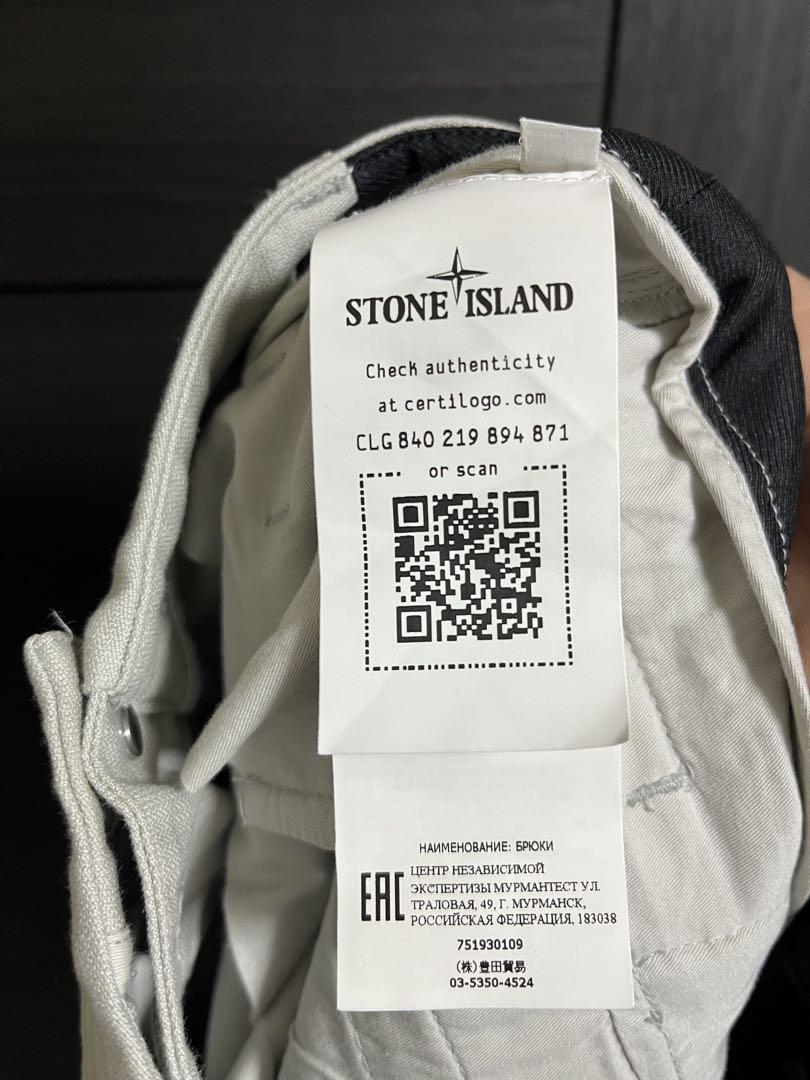 STONE ISLAND
Check authenticity
at certilogo.com
CLG 840 219 894 871
or scan
НАИМЕНОВАНИЕ: БРЮКИ
EAC
ЦЕНТР НЕЗАВИСИМОЙ
ЭКСПЕРТИЗЫ МУРМАНТЕСТ УЛ.
ТРАЛОВАЯ, 49, Г. МУРМАНСК,
РОССИЙСКАЯ ФЕДЕРАЦИЯ, 183038
751930109
(株)豊田貿易
03-5350-4524